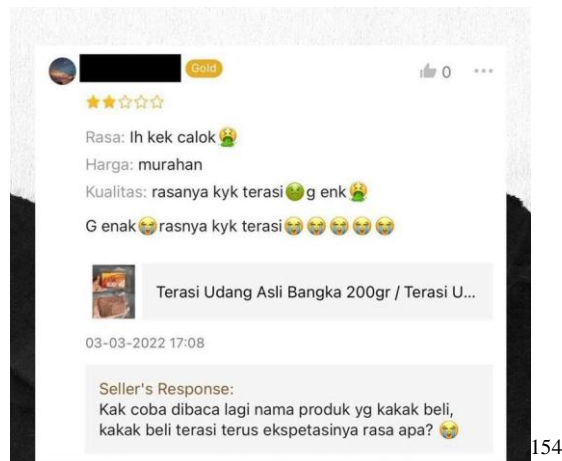 Gold
0
Rasa: Ih kek calok🤮
Harga: murahan
Kualitas: rasanya kyk terasi🤢g enk🤮
G enak😭rasnya kyk terasi😭😭😭😭😭
Terasi Udang Asli Bangka 200gr / Terasi U...
03-03-2022 17:08
Seller's Response:
Kak coba dibaca lagi nama produk yg kakak beli,
kakak beli terasi terus ekspetasinya rasa apa? 😭
154